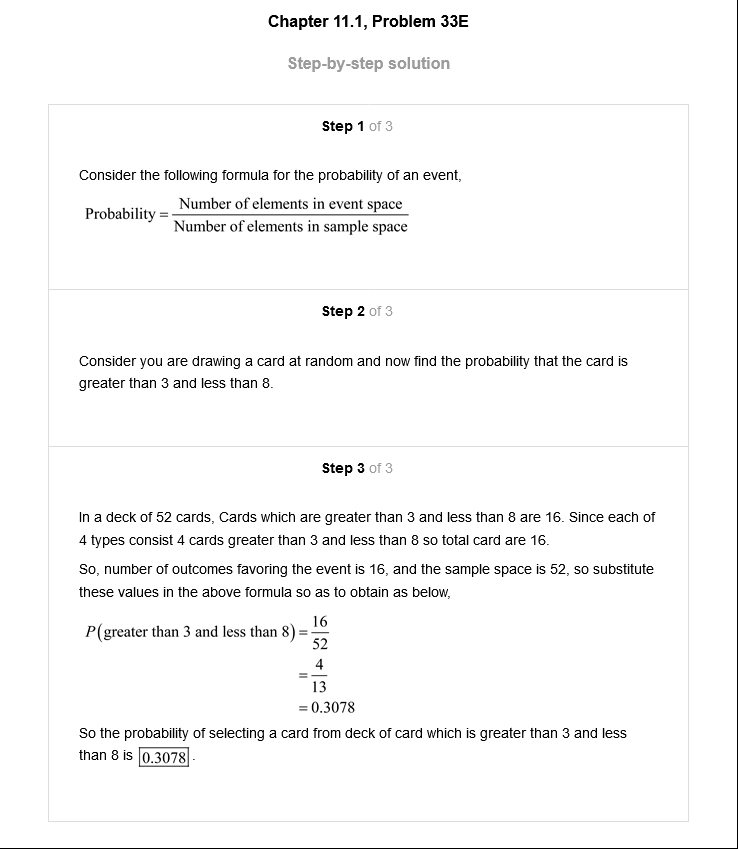 Chapter 11.1, Problem 33E
Step-by-step solution
Step 1 of 3
Consider the following formula for the probability of an event,
Probability = Number of elements in event space / Number of elements in sample space
Step 2 of 3
Consider you are drawing a card at random and now find the probability that the card is
greater than 3 and less than 8.
Step 3 of 3
In a deck of 52 cards, Cards which are greater than 3 and less than 8 are 16. Since each of
4 types consist 4 cards greater than 3 and less than 8 so total card are 16.
So, number of outcomes favoring the event is 16, and the sample space is 52, so substitute
these values in the above formula so as to obtain as below,
P(greater than 3 and less than 8) = 16/52
= 4/13
= 0.3078
So the probability of selecting a card from deck of card which is greater than 3 and less
than 8 is 0.3078 .